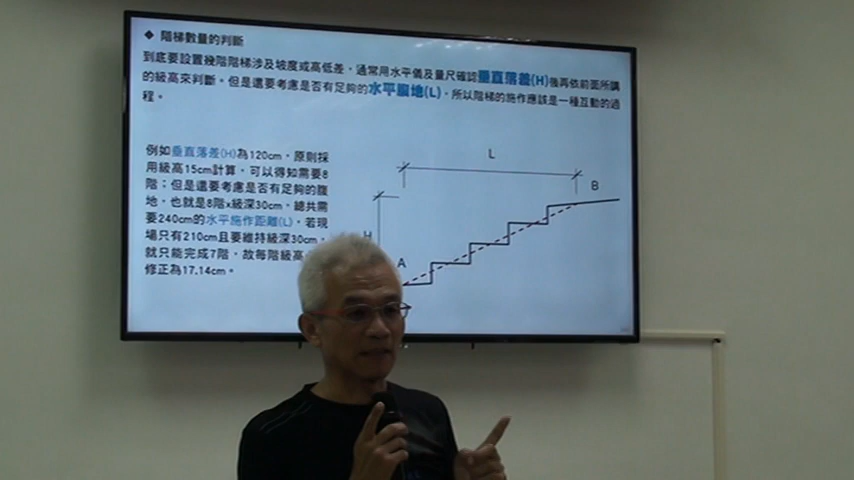 ◆ 階梯數量的判斷
到底要設置幾階階梯涉及坡度或高低差，通常用水平儀及量尺確認垂直落差(H)後再依前面所講
的級高來判斷。但是還要考慮是否有足夠的水平腹地(L)，所以階梯的施作應該是一種互動的過
程。
例如垂直落差(H)為120cm，原則採
用級高15cm計算，可以得知需要8
階；但是還要考慮是否有足夠的腹
地，也就是8階x級深30cm，總共需
要240cm的水平施作距離(L)，若現
場只有210cm且要維持級深30cm，
就只能完成7階，故每階級高
修正為17.14cm。
L
B
H
A